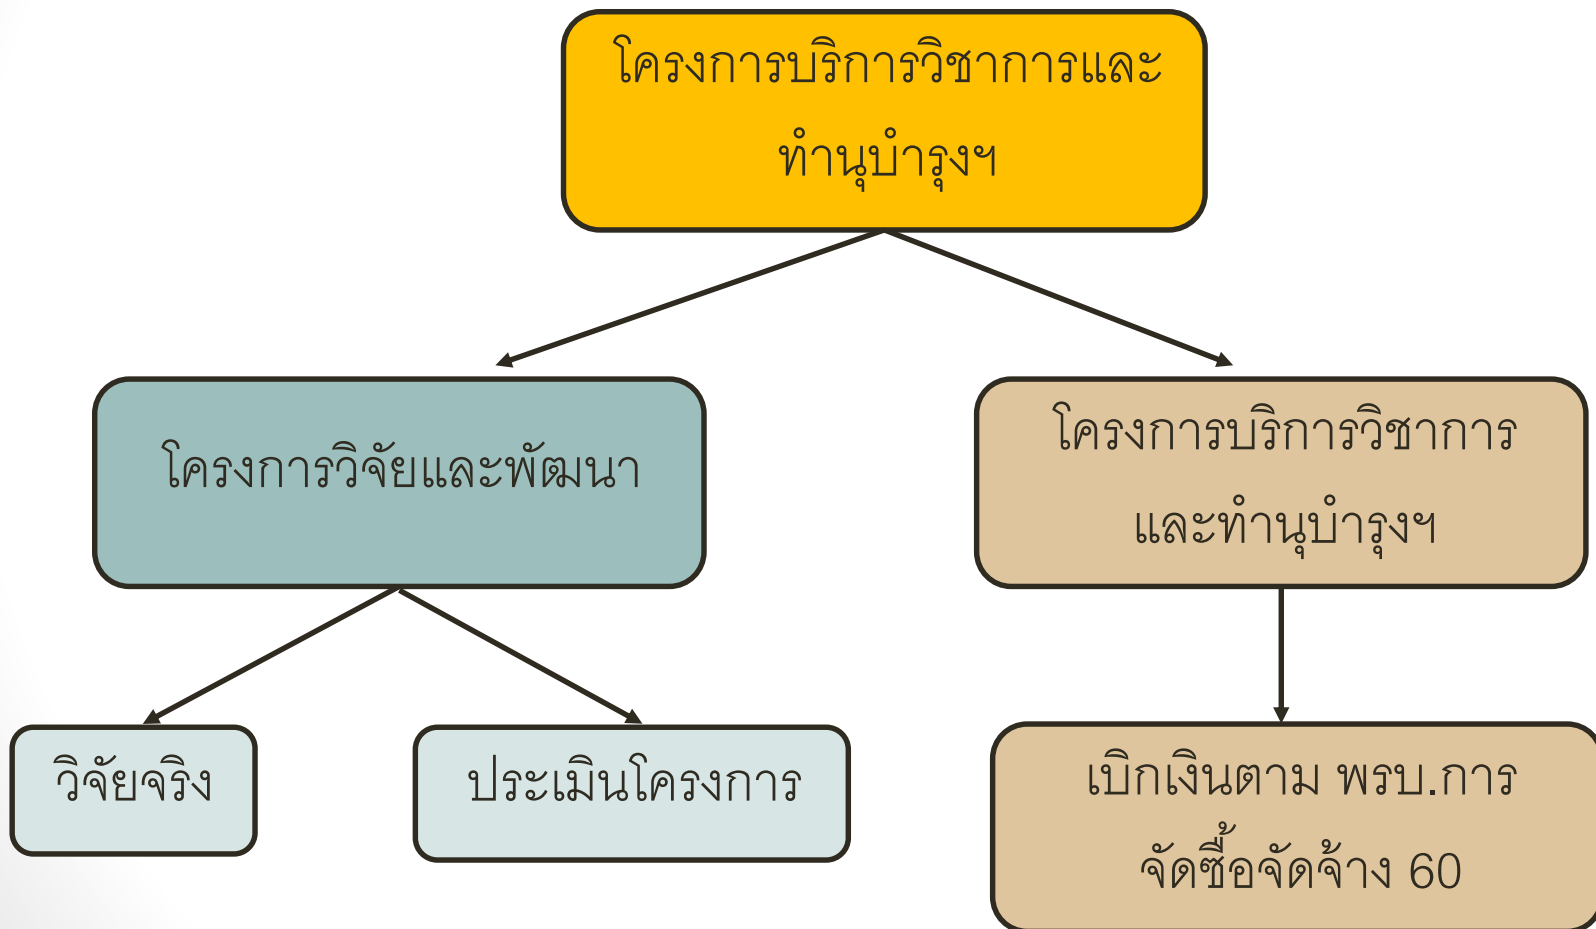 โครงการบริการวิชาการและ
ทำนุบำรุงฯ
โครงการวิจัยและพัฒนา
โครงการบริการวิชาการ
และทำนุบำรุงฯ
วิจัยจริง
ประเมินโครงการ
เบิกเงินตาม พรบ.การ
จัดซื้อจัดจ้าง 60